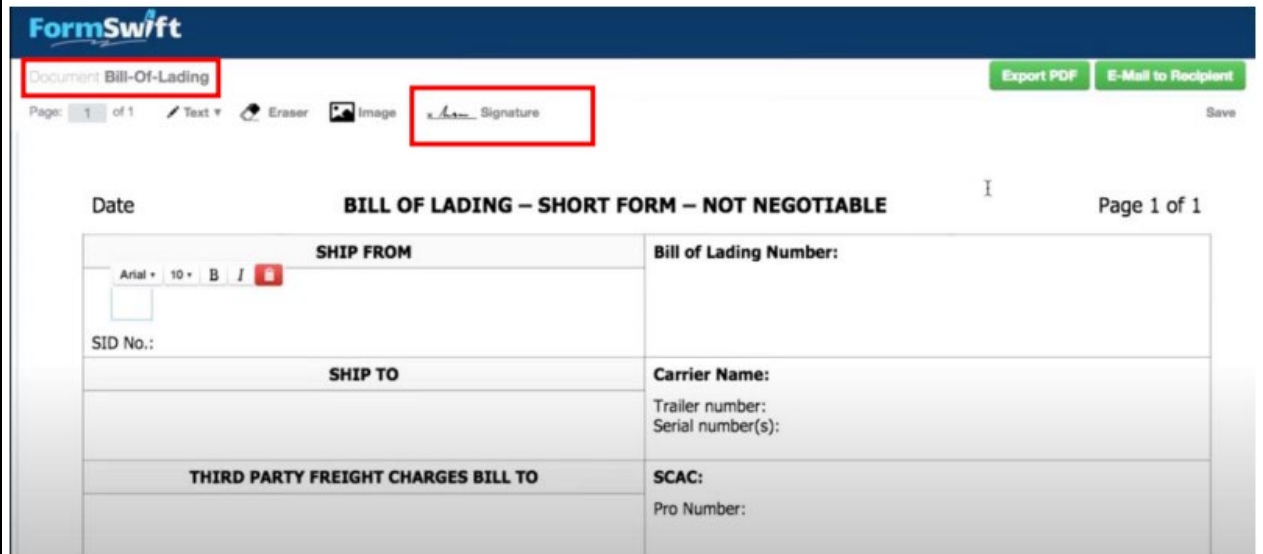 FormSwift
Document Bill-Of-Lading
Export PDF
E-Mail to Recipient
Page: 1 of 1 Text Eraser Image Signature Save
Date BILL OF LADING – SHORT FORM – NOT NEGOTIABLE Page 1 of 1
SHIP FROM
Arial 10 B I
SID No.:
Bill of Lading Number:
SHIP TO
Carrier Name:
Trailer number:
Serial number(s):
THIRD PARTY FREIGHT CHARGES BILL TO
SCAC:
Pro Number: